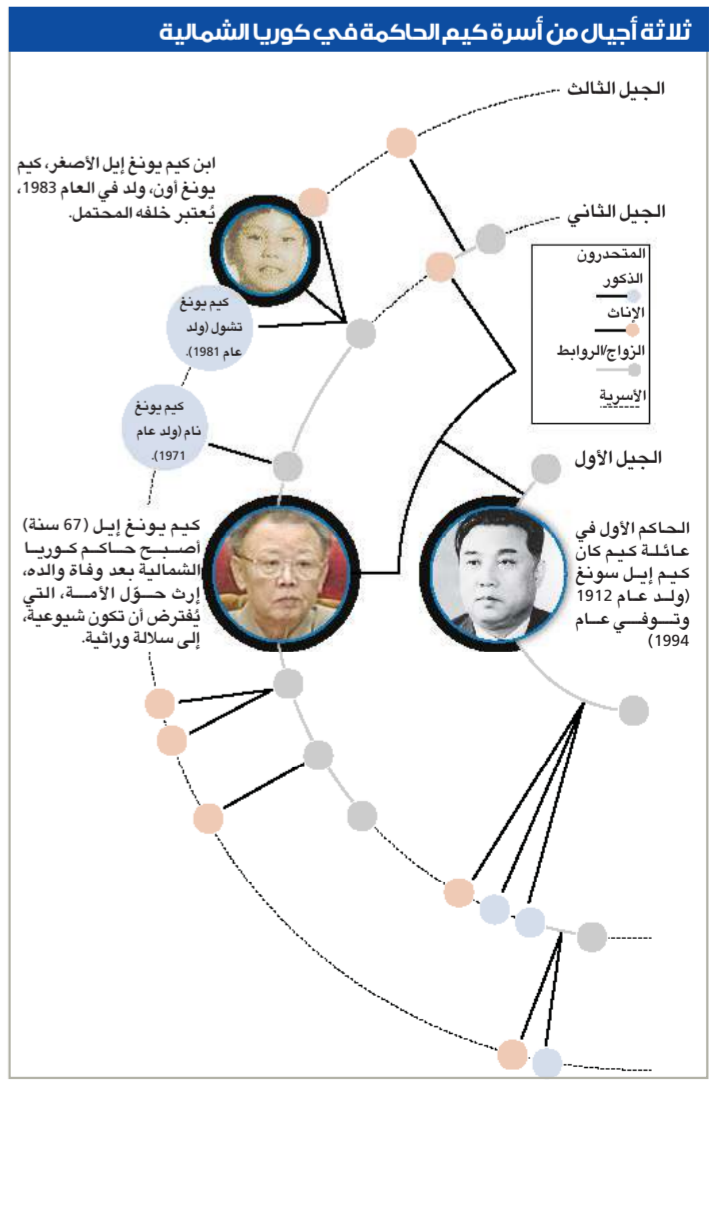 ثلاثة أجيال من أسرة كيم الحاكمة في كوريا الشمالية
الجيل الثالث
ابن كيم يونغ إيل الأصغر، كيم
يونغ أون، ولد في العام 1983،
يُعتبر خلفه المحتمل.
الجيل الثاني
المتحدرون
الذكور
الإناث
الزواج/الروابط
الأسرية
كيم يونغ
تشول (ولد
عام 1981).
كيم يونغ
نام (ولد عام
1971).
الجيل الأول
الحاكم الأول في
عائلة كيم كان
كيم إيل سونغ
(ولد عام 1912
وتوفي عام
1994)
كيم يونغ إيل (67 سنة)
أصبح حاكم كوريا
الشمالية بعد وفاة والده،
إرث حوّل الأمة، التي
يُفترض أن تكون شيوعية،
إلى سلالة وراثية.